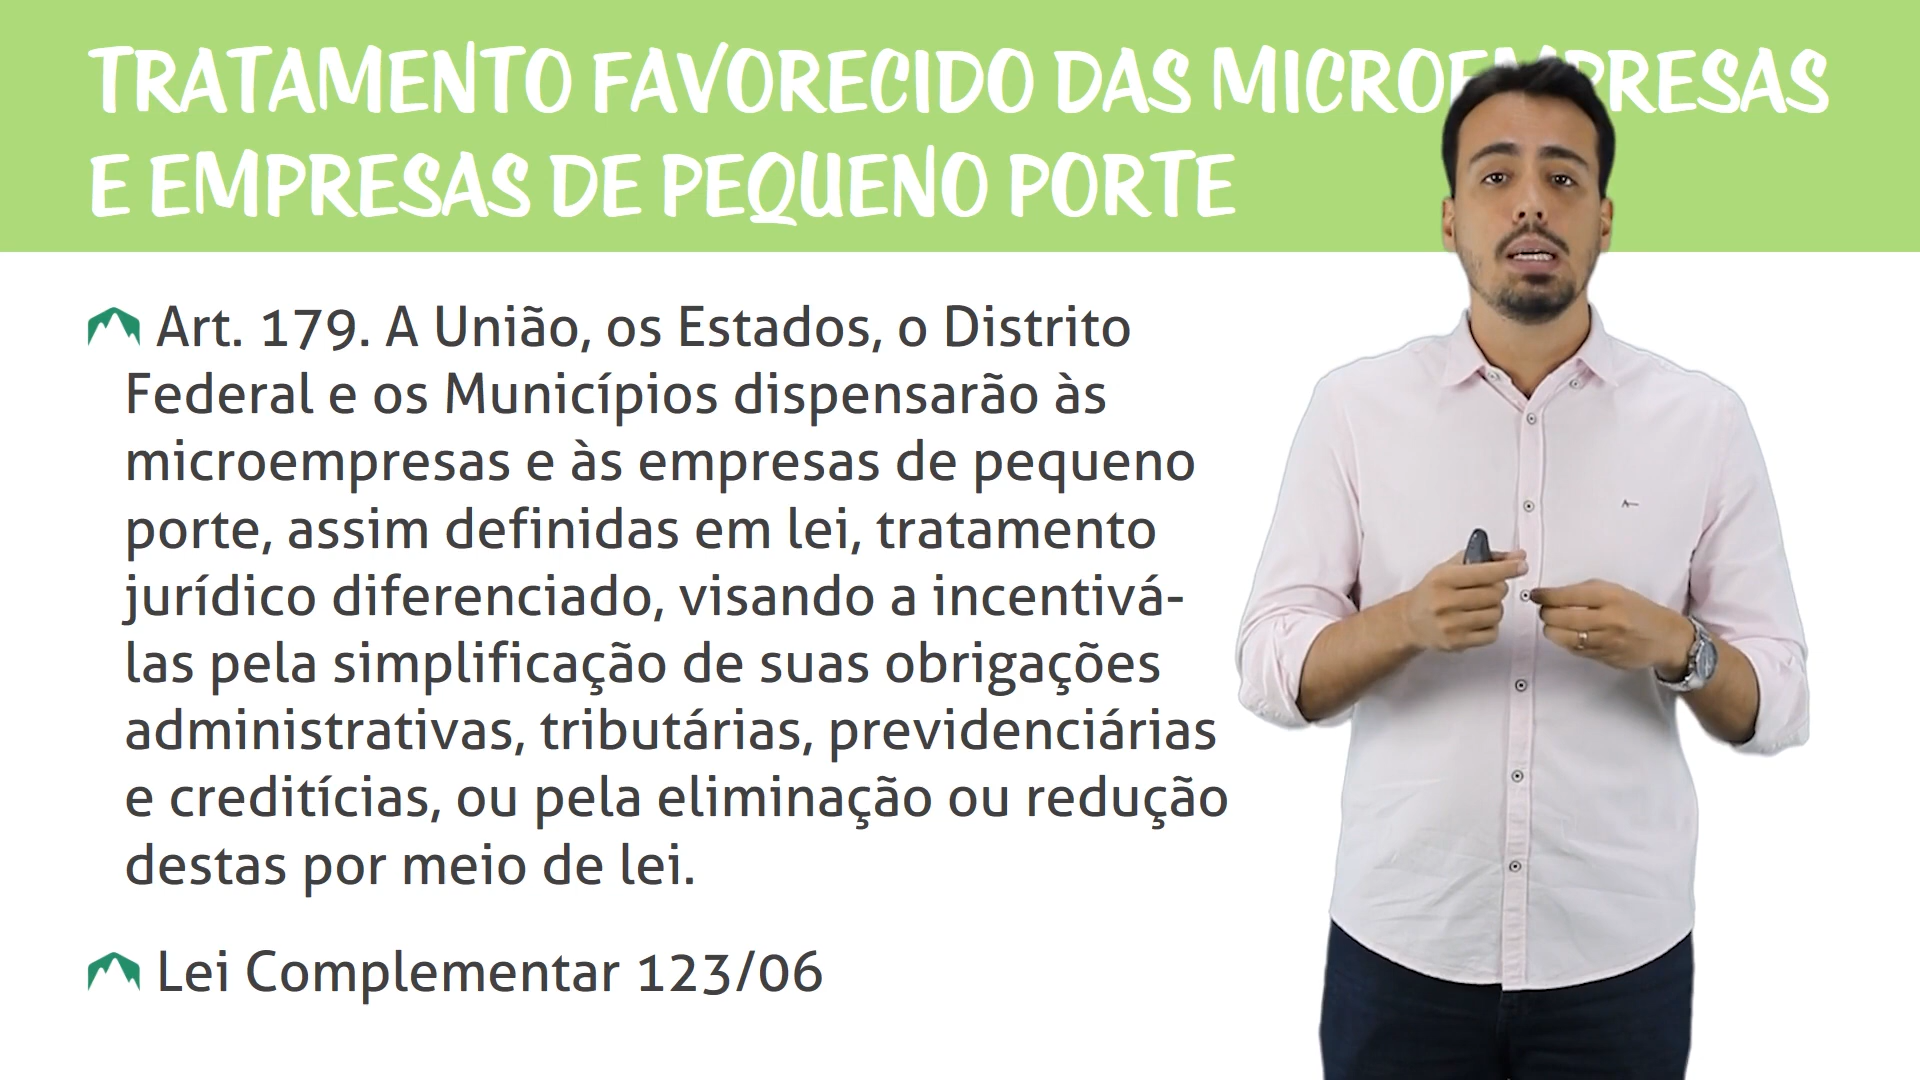 TRATAMENTO FAVORECIDO DAS MICROEMPRESAS
E EMPRESAS DE PEQUENO PORTE
Art. 179. A União, os Estados, o Distrito
Federal e os Municípios dispensarão às
microempresas e às empresas de pequeno
porte, assim definidas em lei, tratamento
jurídico diferenciado, visando a incentivá-
las pela simplificação de suas obrigações
administrativas, tributárias, previdenciárias
e creditícias, ou pela eliminação ou redução
destas por meio de lei.
Lei Complementar 123/06